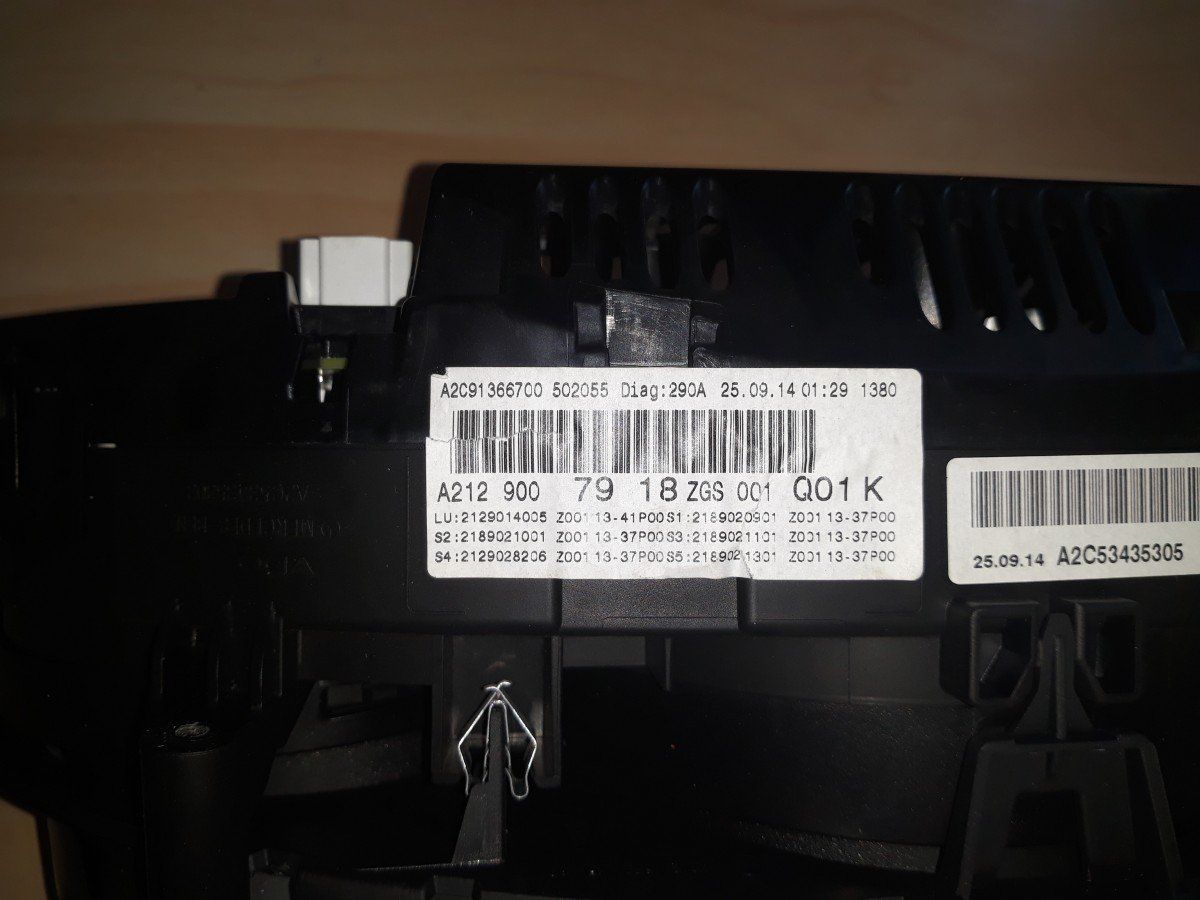 A2C91366700 502055 Diag:290A 25.09.14 01:29 1380
A212 900 79 18 ZGS 001 Q01 K
LU:2129014005 Z001 13-41P00 S1:2189020901 Z001 13-37P00
S2:2189021001 Z001 13-37P00 S3:2189021101 Z001 13-37P00
S4:2129028206 Z001 13-37P00 S5:2189021301 Z001 13-37P00
25.09.14 A2C53435305